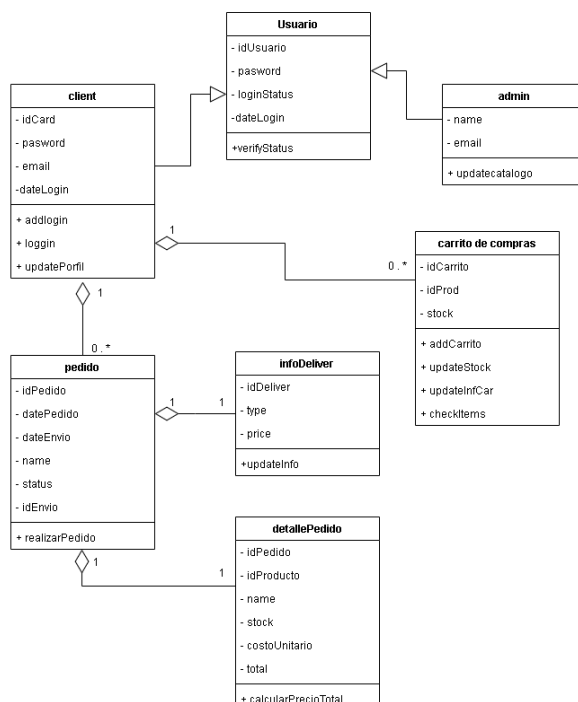 Usuario
- idUsuario
- pasword
- loginStatus
-dateLogin
+verifyStatus
client
- idCard
- pasword
- email
-dateLogin
+ addlogin
+ loggin
+ updatePorfil
admin
- name
- email
+ updatecatalogo
1
0 . *
carrito de compras
- idCarrito
- idProd
- stock
+ addCarrito
+ updateStock
+ updateInfCar
+ checkItems
1
0 . *
pedido
- idPedido
- datePedido
- dateEnvio
- name
- status
- idEnvio
+ realizarPedido
1
1
infoDeliver
- idDeliver
- type
- price
+updateInfo
1
1
detallePedido
- idPedido
- idProducto
- name
- stock
- costoUnitario
- total
+ calcularPrecioTotal